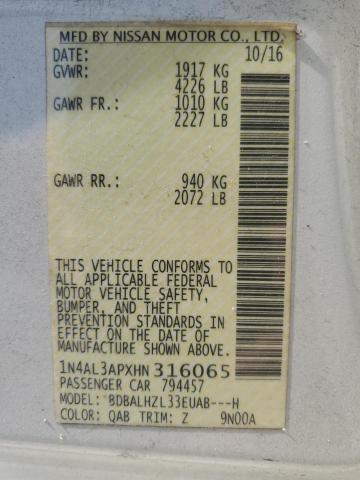 MFD BY NISSAN MOTOR CO., LTD.
DATE: 10/16
GVWR: 1917 KG
4226 LB
GAWR FR.: 1010 KG
2227 LB
GAWR RR.: 940 KG
2072 LB
THIS VEHICLE CONFORMS TO
ALL APPLICABLE FEDERAL
MOTOR VEHICLE SAFETY,
BUMPER, AND THEFT
PREVENTION STANDARDS IN
EFFECT ON THE DATE OF
MANUFACTURE SHOWN ABOVE.
1N4AL3APXHN316065
PASSENGER CAR 794457
MODEL: BDBALHZL33EUAB---H
COLOR: QAB TRIM: Z 9N00A